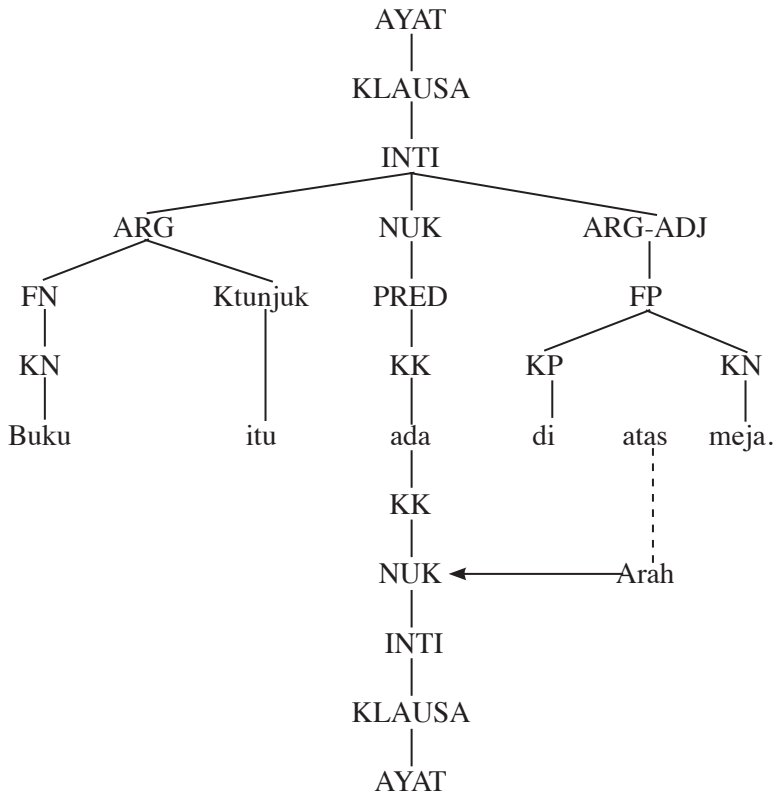 AYAT
KLAUSA
INTI
ARG NUK ARG-ADJ
FN Ktunjuk PRED FP
KN KK KP KN
Buku itu ada di atas meja.
KK
NUK Arah
INTI
KLAUSA
AYAT